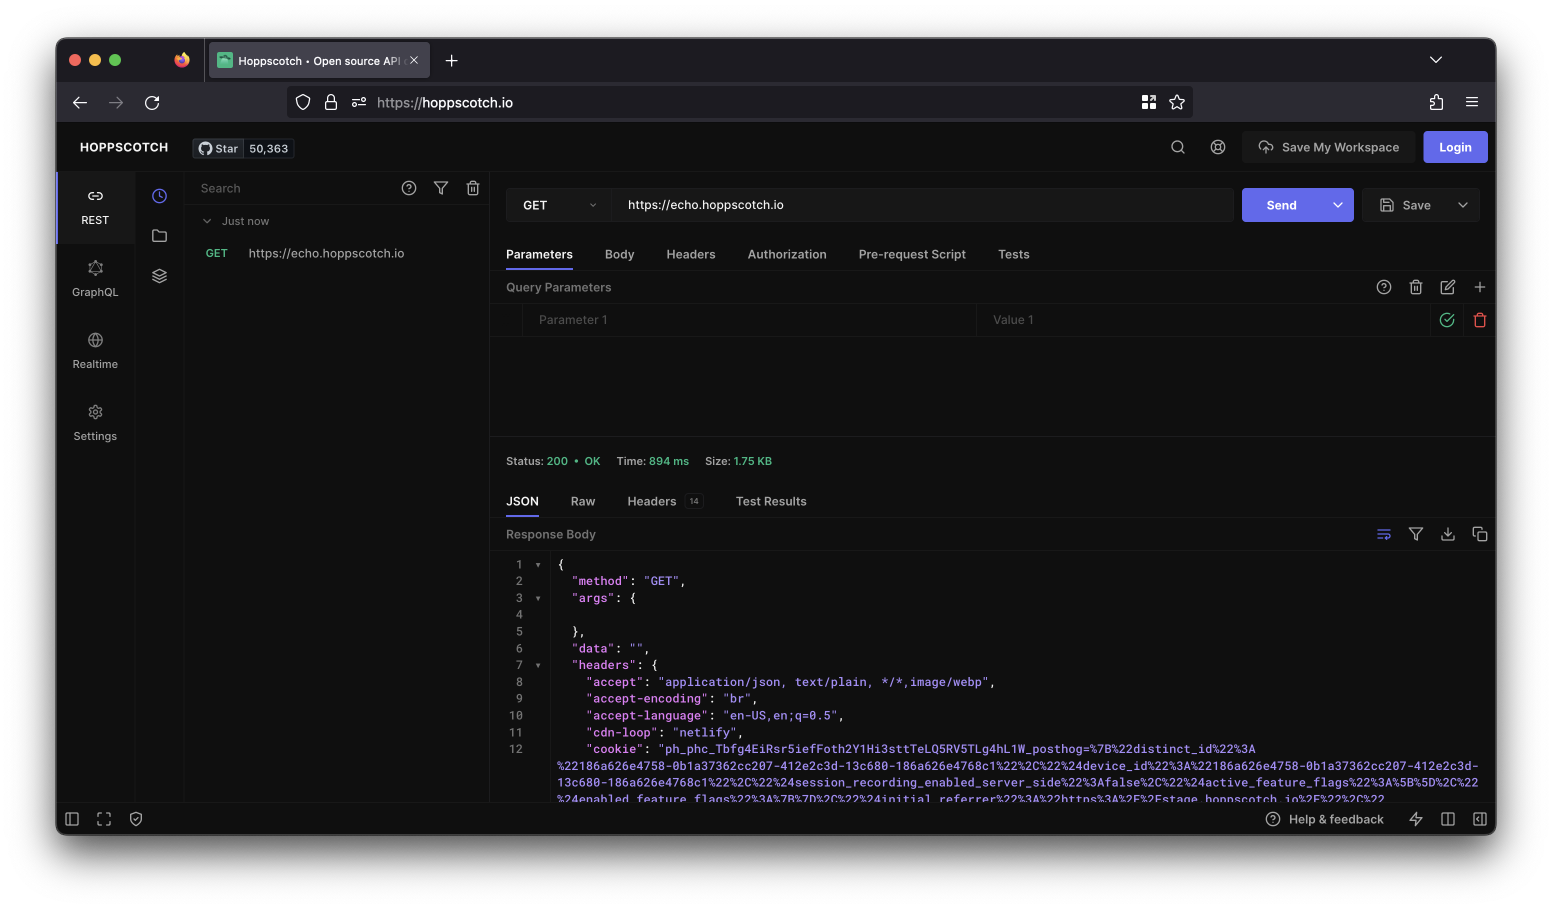 Hoppscotch • Open source API
https://hoppscotch.io
HOPPSCOTCH
Star 50,363
Save My Workspace
Login
REST
GraphQL
Realtime
Settings
Search
Just now
GET https://echo.hoppscotch.io
GET https://echo.hoppscotch.io
Send
Save
Parameters Body Headers Authorization Pre-request Script Tests
Query Parameters
Parameter 1 Value 1
Status: 200 • OK Time: 894 ms Size: 1.75 KB
JSON Raw Headers 14 Test Results
Response Body
1 {
2 "method": "GET",
3 "args": {
4
5 },
6 "data": "",
7 "headers": {
8 "accept": "application/json, text/plain, */*,image/webp",
9 "accept-encoding": "br",
10 "accept-language": "en-US,en;q=0.5",
11 "cdn-loop": "netlify",
12 "cookie": "ph_phc_Tbfg4EiRsr5iefFoth2Y1Hi3sttTeLQ5RV5TLg4hL1W_posthog=%7B%22distinct_id%22%3A
%22186a626e4758-0b1a37362cc207-412e2c3d-13c680-186a626e4768c1%22%2C%22%24device_id%22%3A%22186a626e4758-0b1a37362cc207-412e2c3d-
13c680-186a626e4768c1%22%2C%22%24session_recording_enabled_server_side%22%3Afalse%2C%22%24active_feature_flags%22%3A%5B%5D%2C%22
%24enabled_feature_flags%22%3A%7B%7D%2C%22%24initial_referrer%22%3A%22https%3A%2F%2Fstage.hoppscotch.io%2F%22%2C%22
Help & feedback